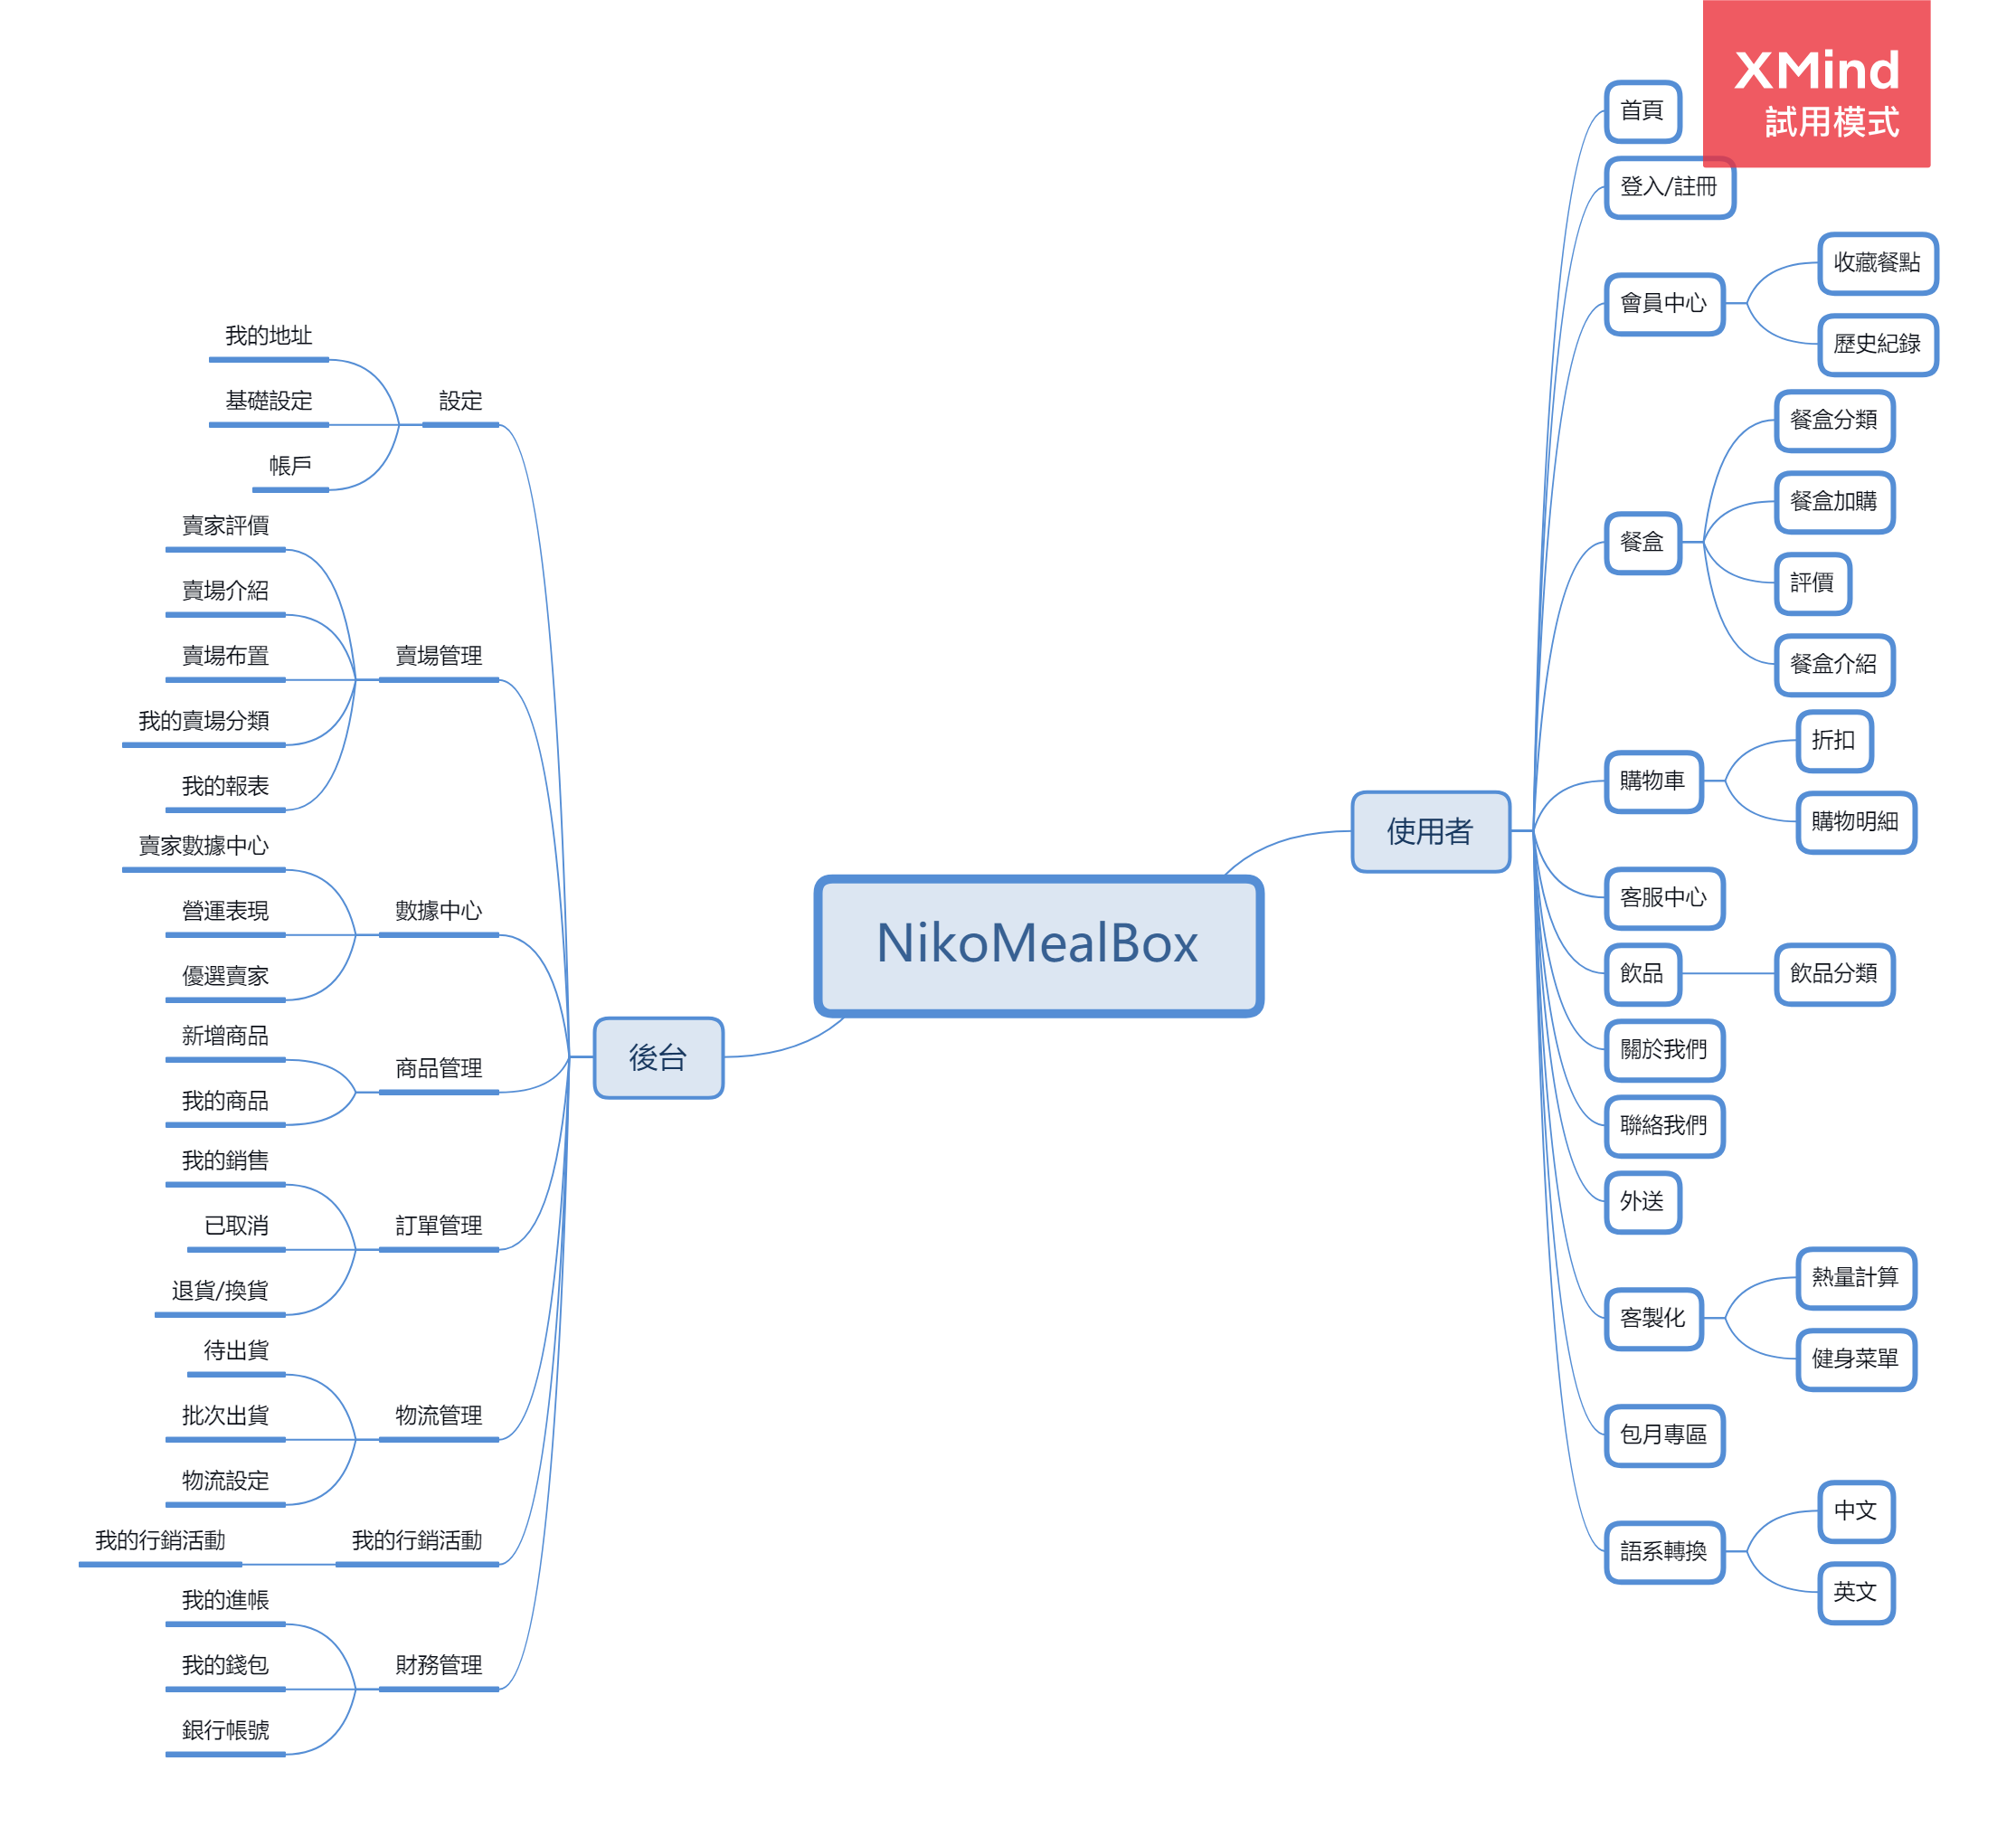 XMind
試用模式
NikoMealBox
使用者
首頁
登入/註冊
會員中心
收藏餐點
歷史紀錄
餐盒
餐盒分類
餐盒加購
評價
餐盒介紹
購物車
折扣
購物明細
客服中心
飲品
飲品分類
關於我們
聯絡我們
外送
客製化
熱量計算
健身菜單
包月專區
語系轉換
中文
英文
後台
設定
我的地址
基礎設定
帳戶
賣場管理
賣家評價
賣場介紹
賣場布置
我的賣場分類
我的報表
數據中心
賣家數據中心
營運表現
優選賣家
商品管理
新增商品
我的商品
訂單管理
我的銷售
已取消
退貨/換貨
物流管理
待出貨
批次出貨
物流設定
我的行銷活動
我的行銷活動
財務管理
我的進帳
我的錢包
銀行帳號